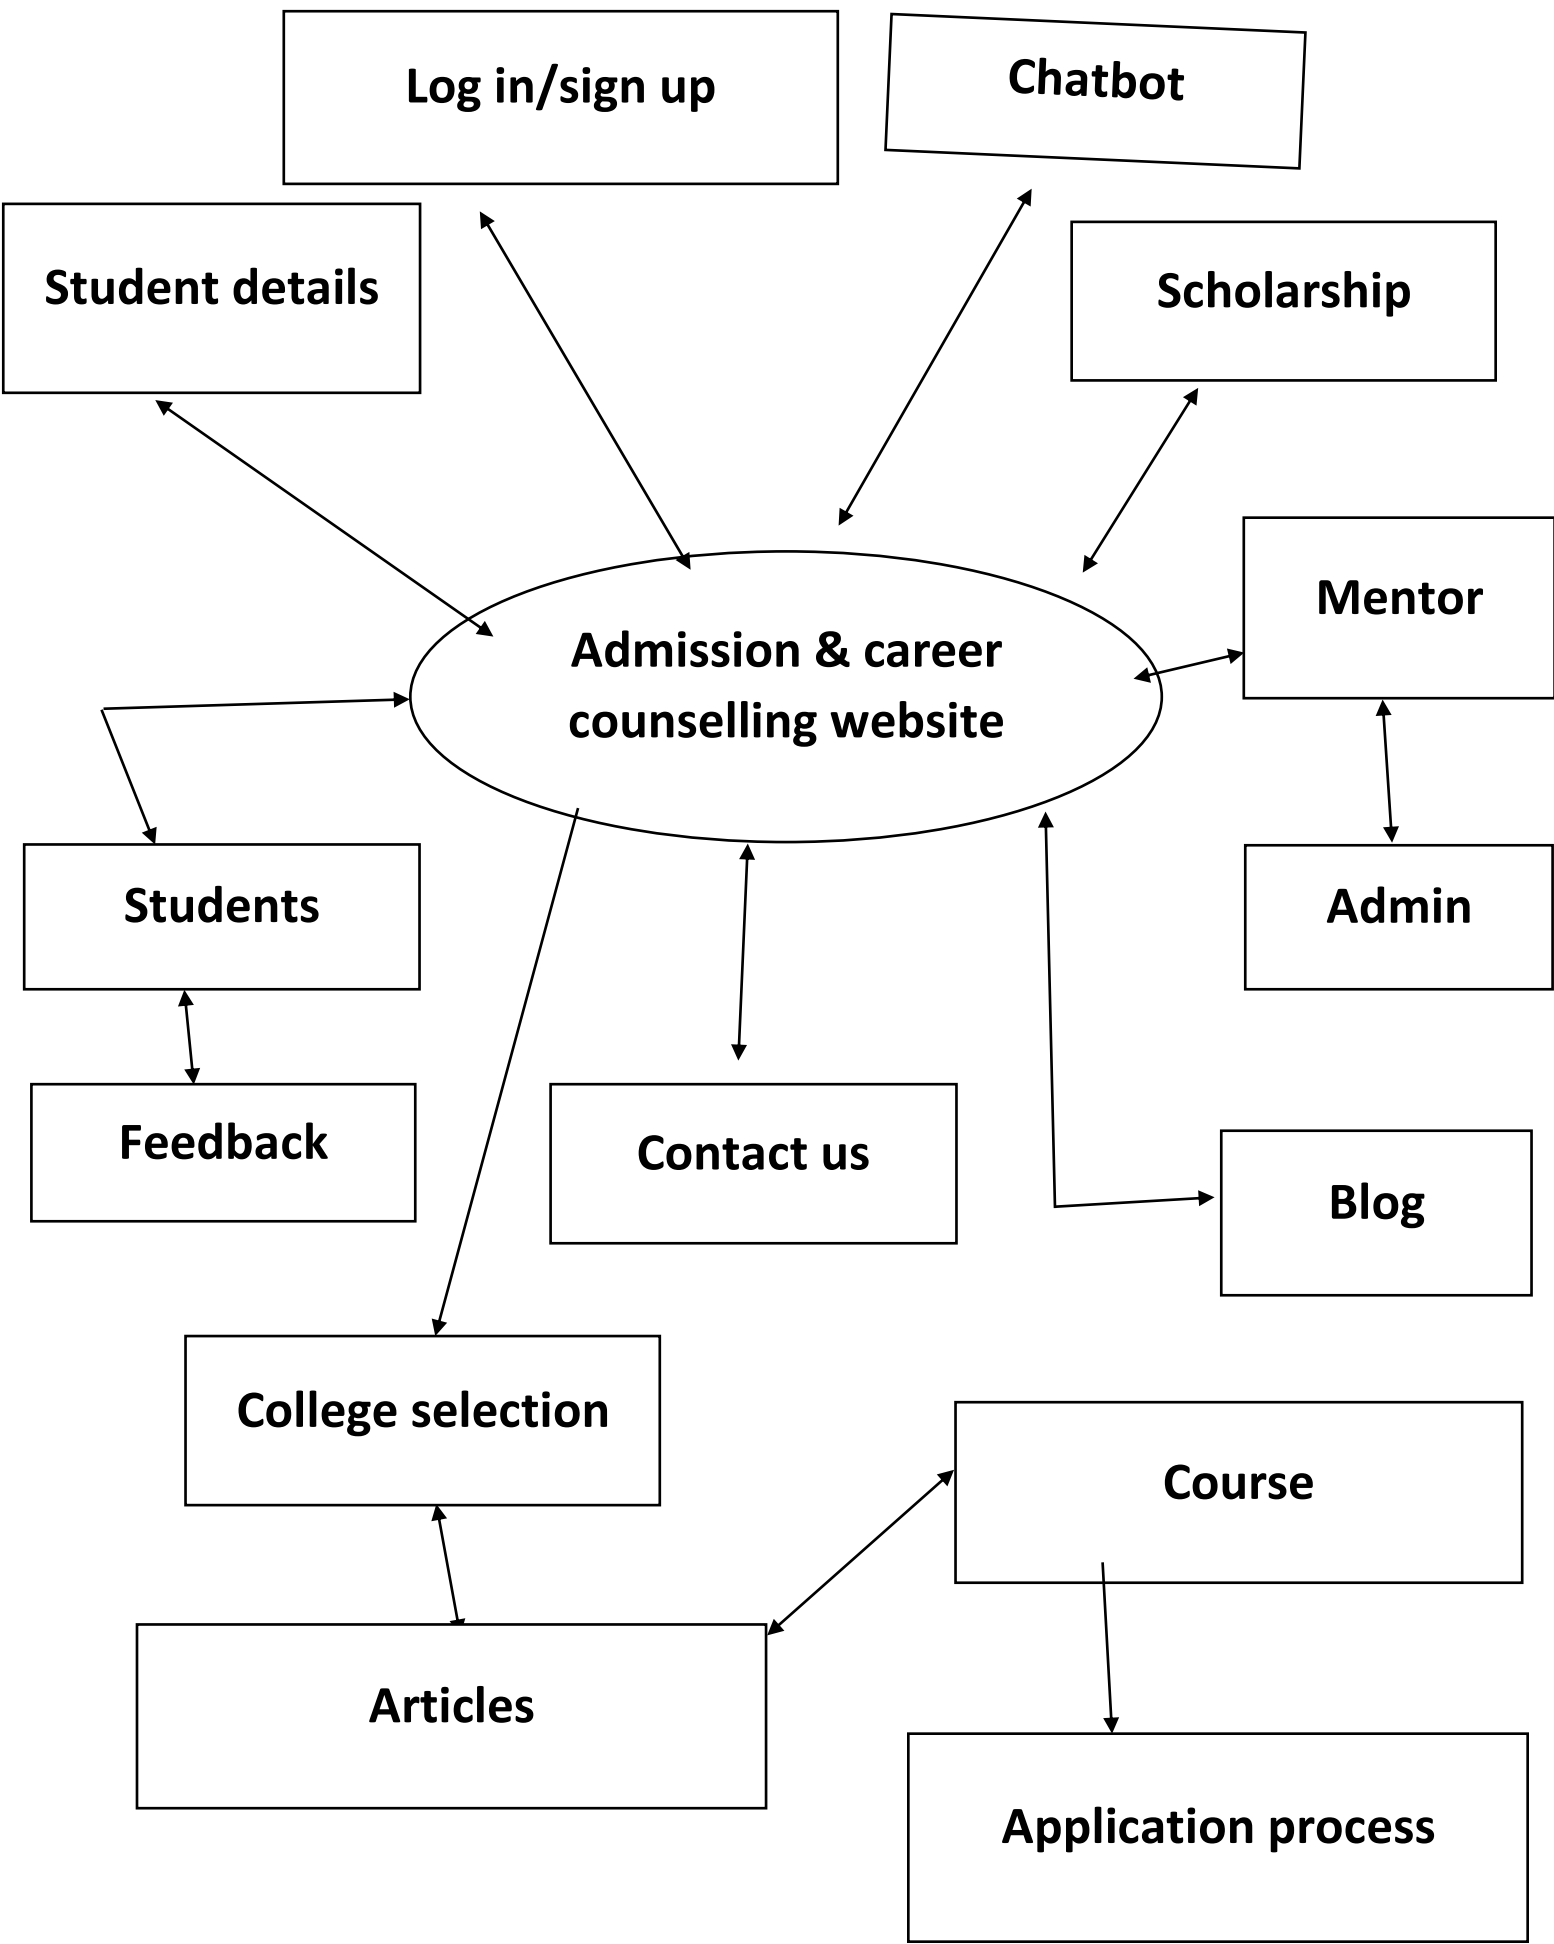 Log in/sign up
Chatbot
Student details
Scholarship
Mentor
Admission & career
counselling website
Students
Admin
Feedback
Contact us
Blog
College selection
Course
Articles
Application process